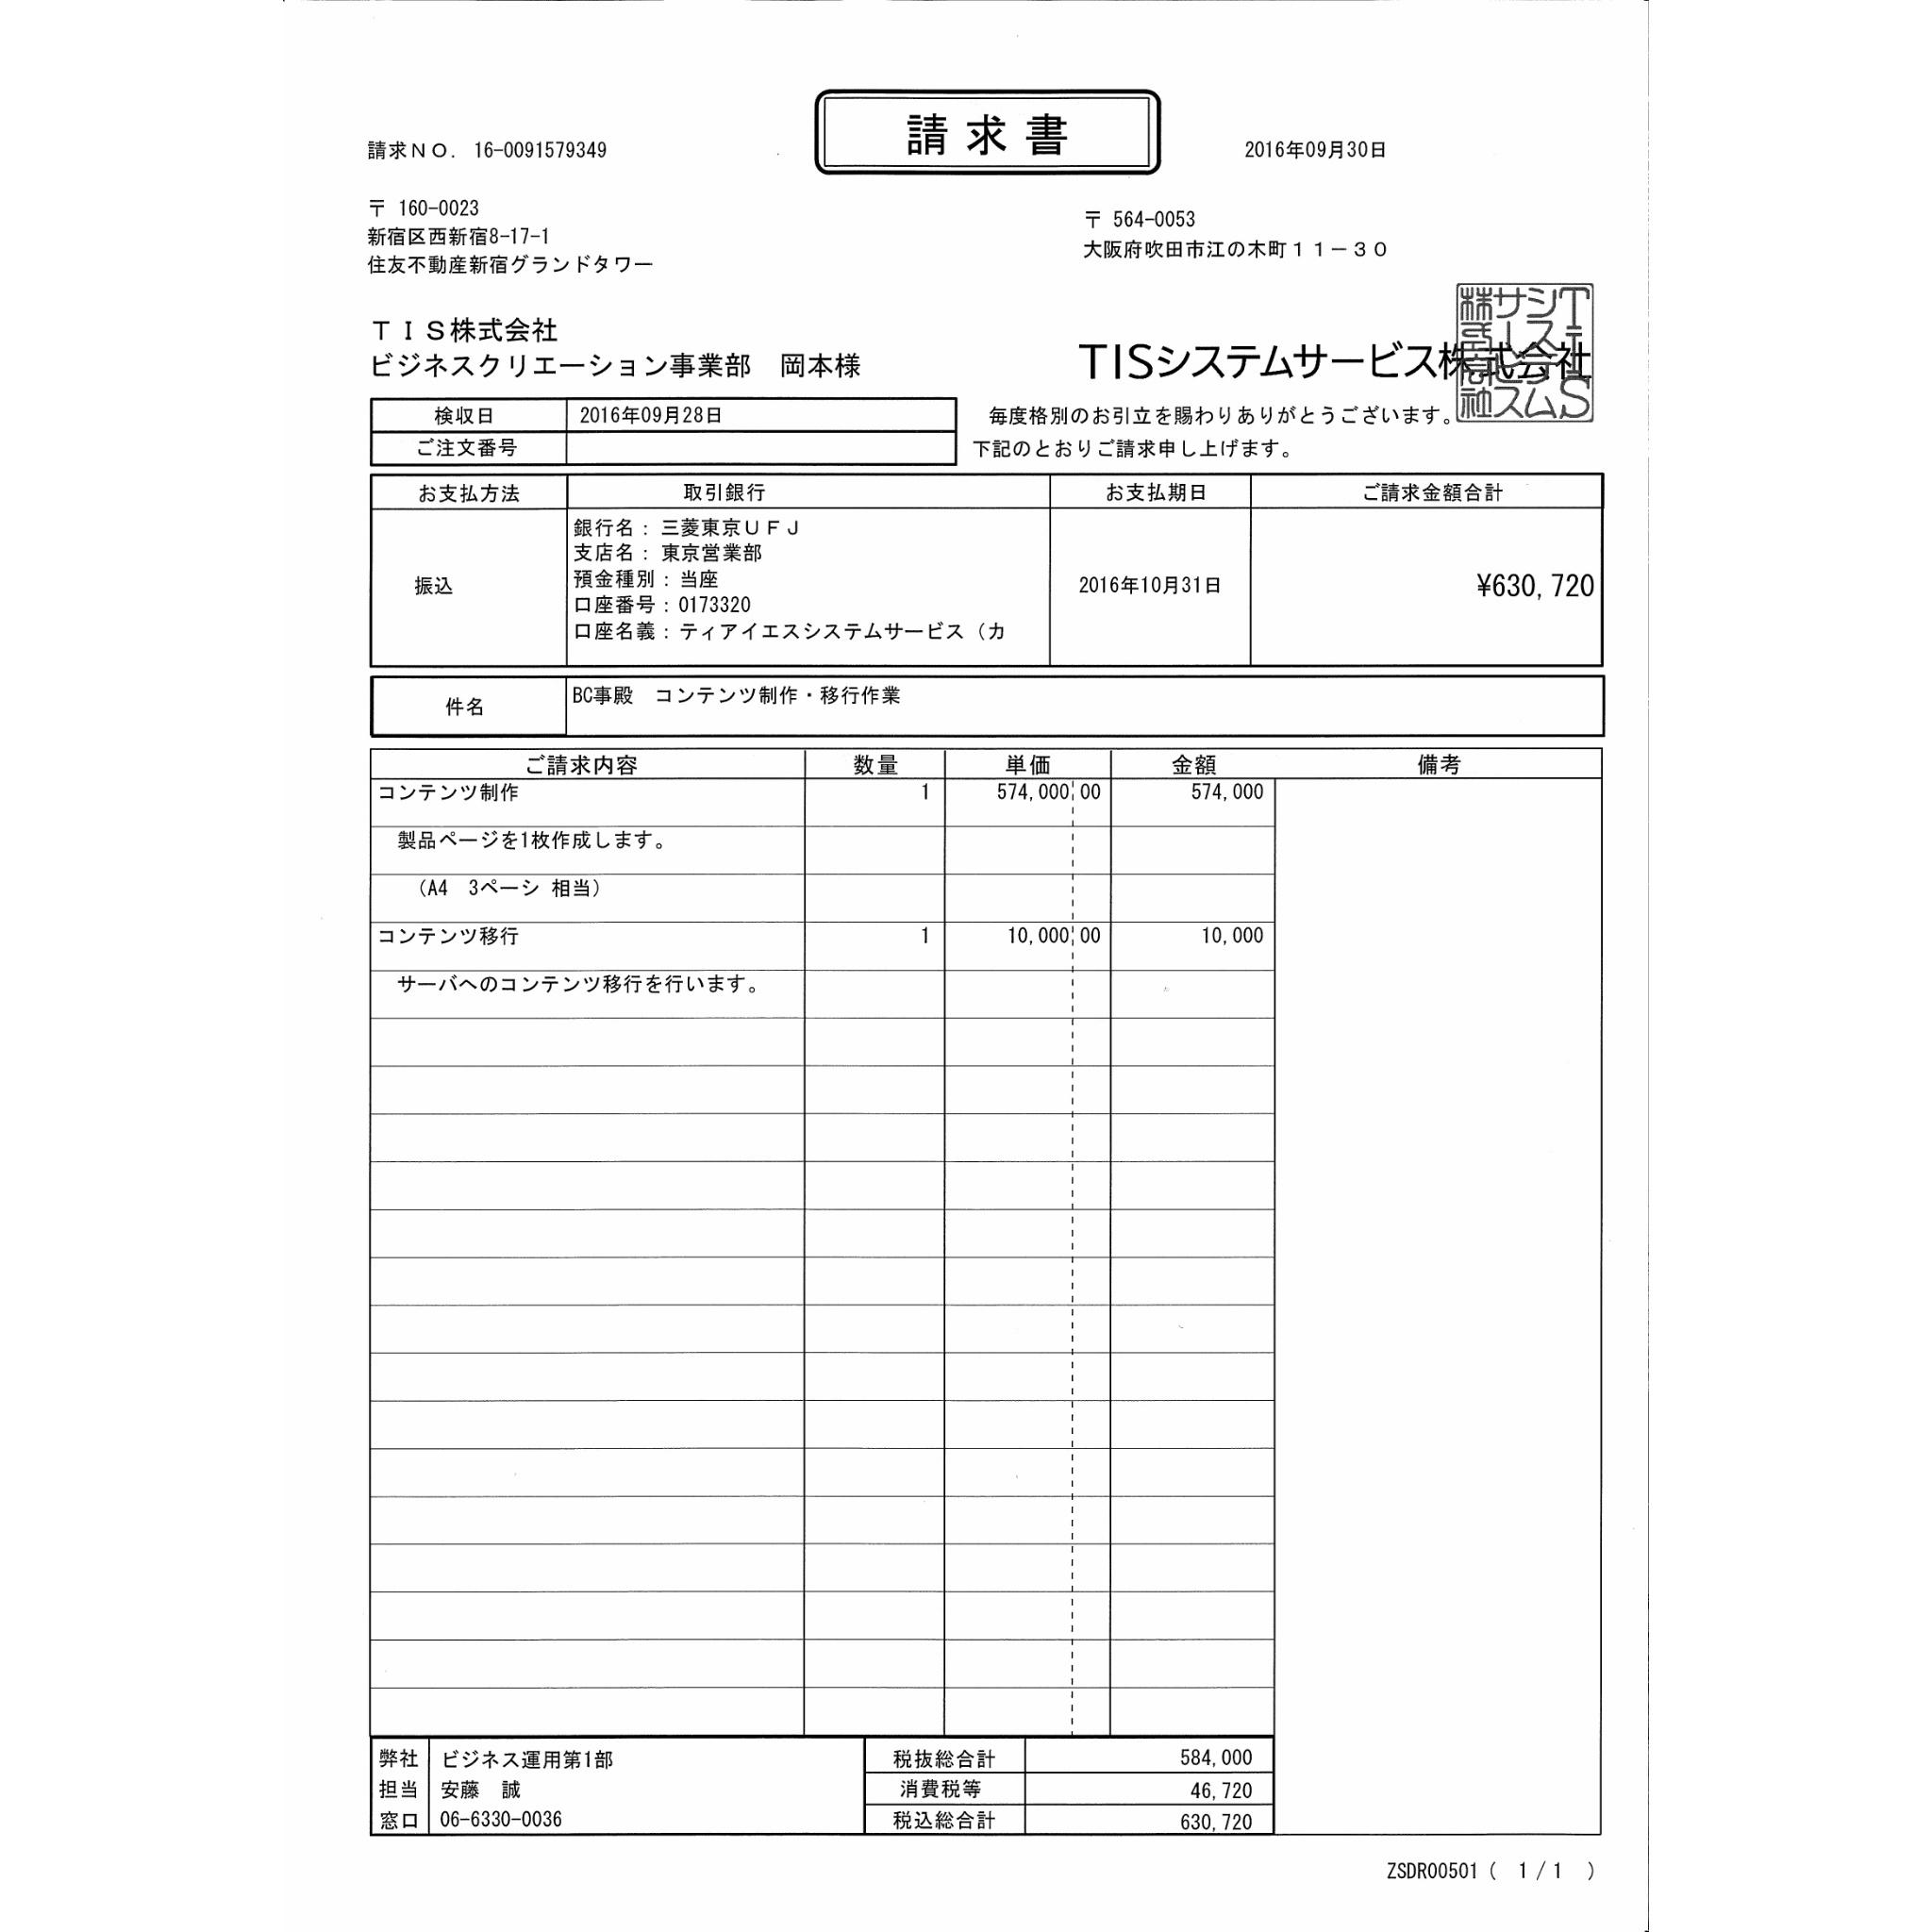 請求書
請求ＮＯ． 16-0091579349
2016年09月30日
〒 160-0023
新宿区西新宿8-17-1
住友不動産新宿グランドタワー
〒 564-0053
大阪府吹田市江の木町１１－３０
ＴＩＳ株式会社
ビジネスクリエーション事業部　岡本様
TISシステムサービス株式会社
検収日 2016年09月28日
ご注文番号
毎度格別のお引立を賜わりありがとうございます。
下記のとおりご請求申し上げます。
お支払方法 取引銀行 お支払期日 ご請求金額合計
銀行名： 三菱東京ＵＦＪ
支店名： 東京営業部
預金種別：当座
振込 2016年10月31日 ¥630,720
口座番号：0173320
口座名義：ティアイエスシステムサービス（カ
件名 BC事殿　コンテンツ制作・移行作業
ご請求内容 数量 単価 金額 備考
コンテンツ制作 1 574,000 00 574,000
製品ページを1枚作成します。
（A4　3ペーシ 相当）
コンテンツ移行 1 10,000 00 10,000
サーバへのコンテンツ移行を行います。
弊社 ビジネス運用第1部 税抜総合計 584,000
担当 安藤　誠 消費税等 46,720
窓口 06-6330-0036 税込総合計 630,720
ZSDR00501 ( 1 / 1 )